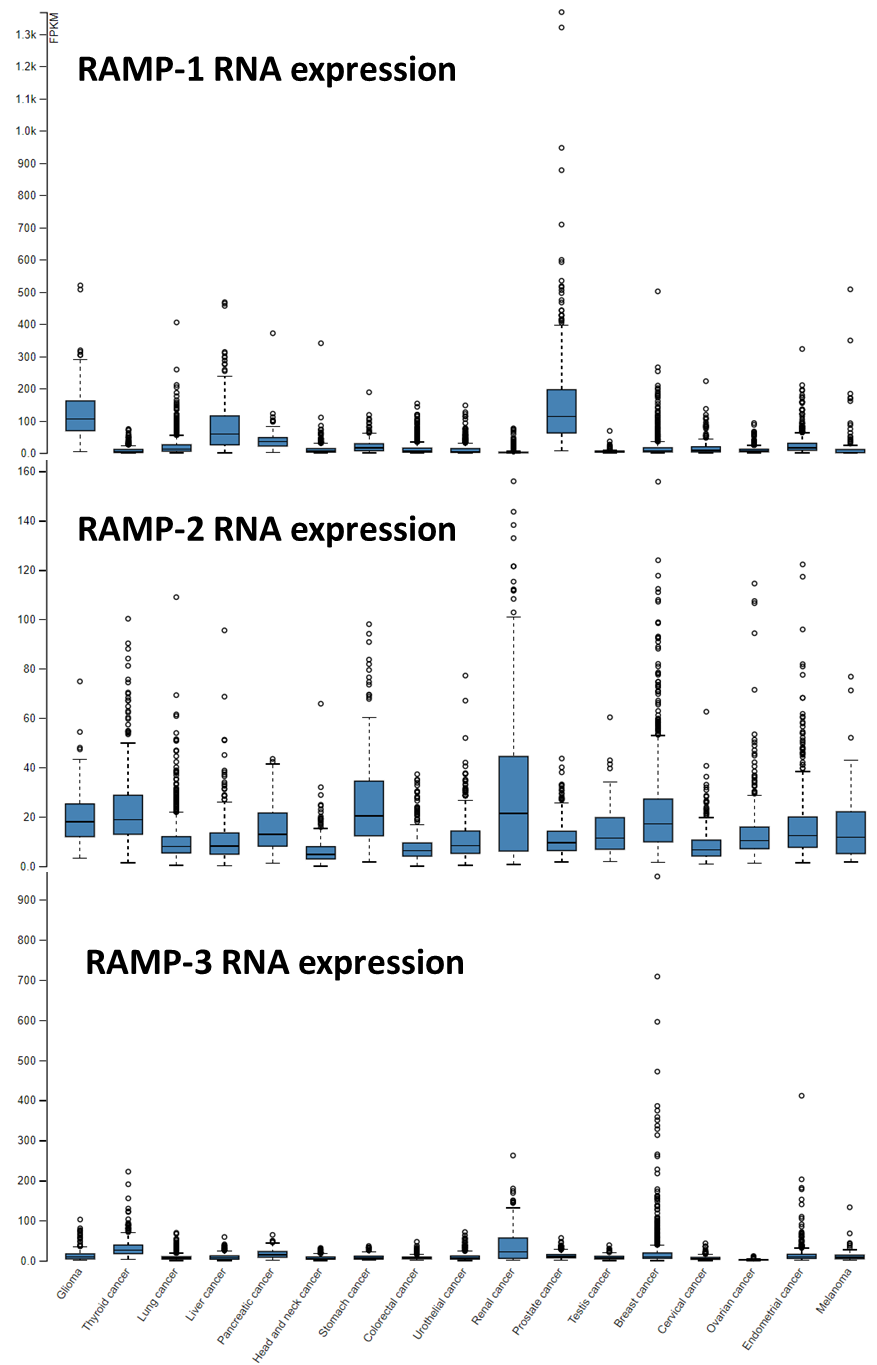 FPKM
1.3k
RAMP-1 RNA expression
1.2k
1.1k
1.0k
900
800
700
600
500
400
300
200
100
0.0
160
RAMP-2 RNA expression
140
120
100
80
60
40
20
0.0
900
800
RAMP-3 RNA expression
700
600
500
400
300
200
100
0.0
Glioma
Thyroid cancer
Lung cancer
Liver cancer
Pancreatic cancer
Head and neck cancer
Stomach cancer
Colorectal cancer
Urothelial cancer
Renal cancer
Prostate cancer
Testis cancer
Breast cancer
Cervical cancer
Ovarian cancer
Endometrial cancer
Melanoma